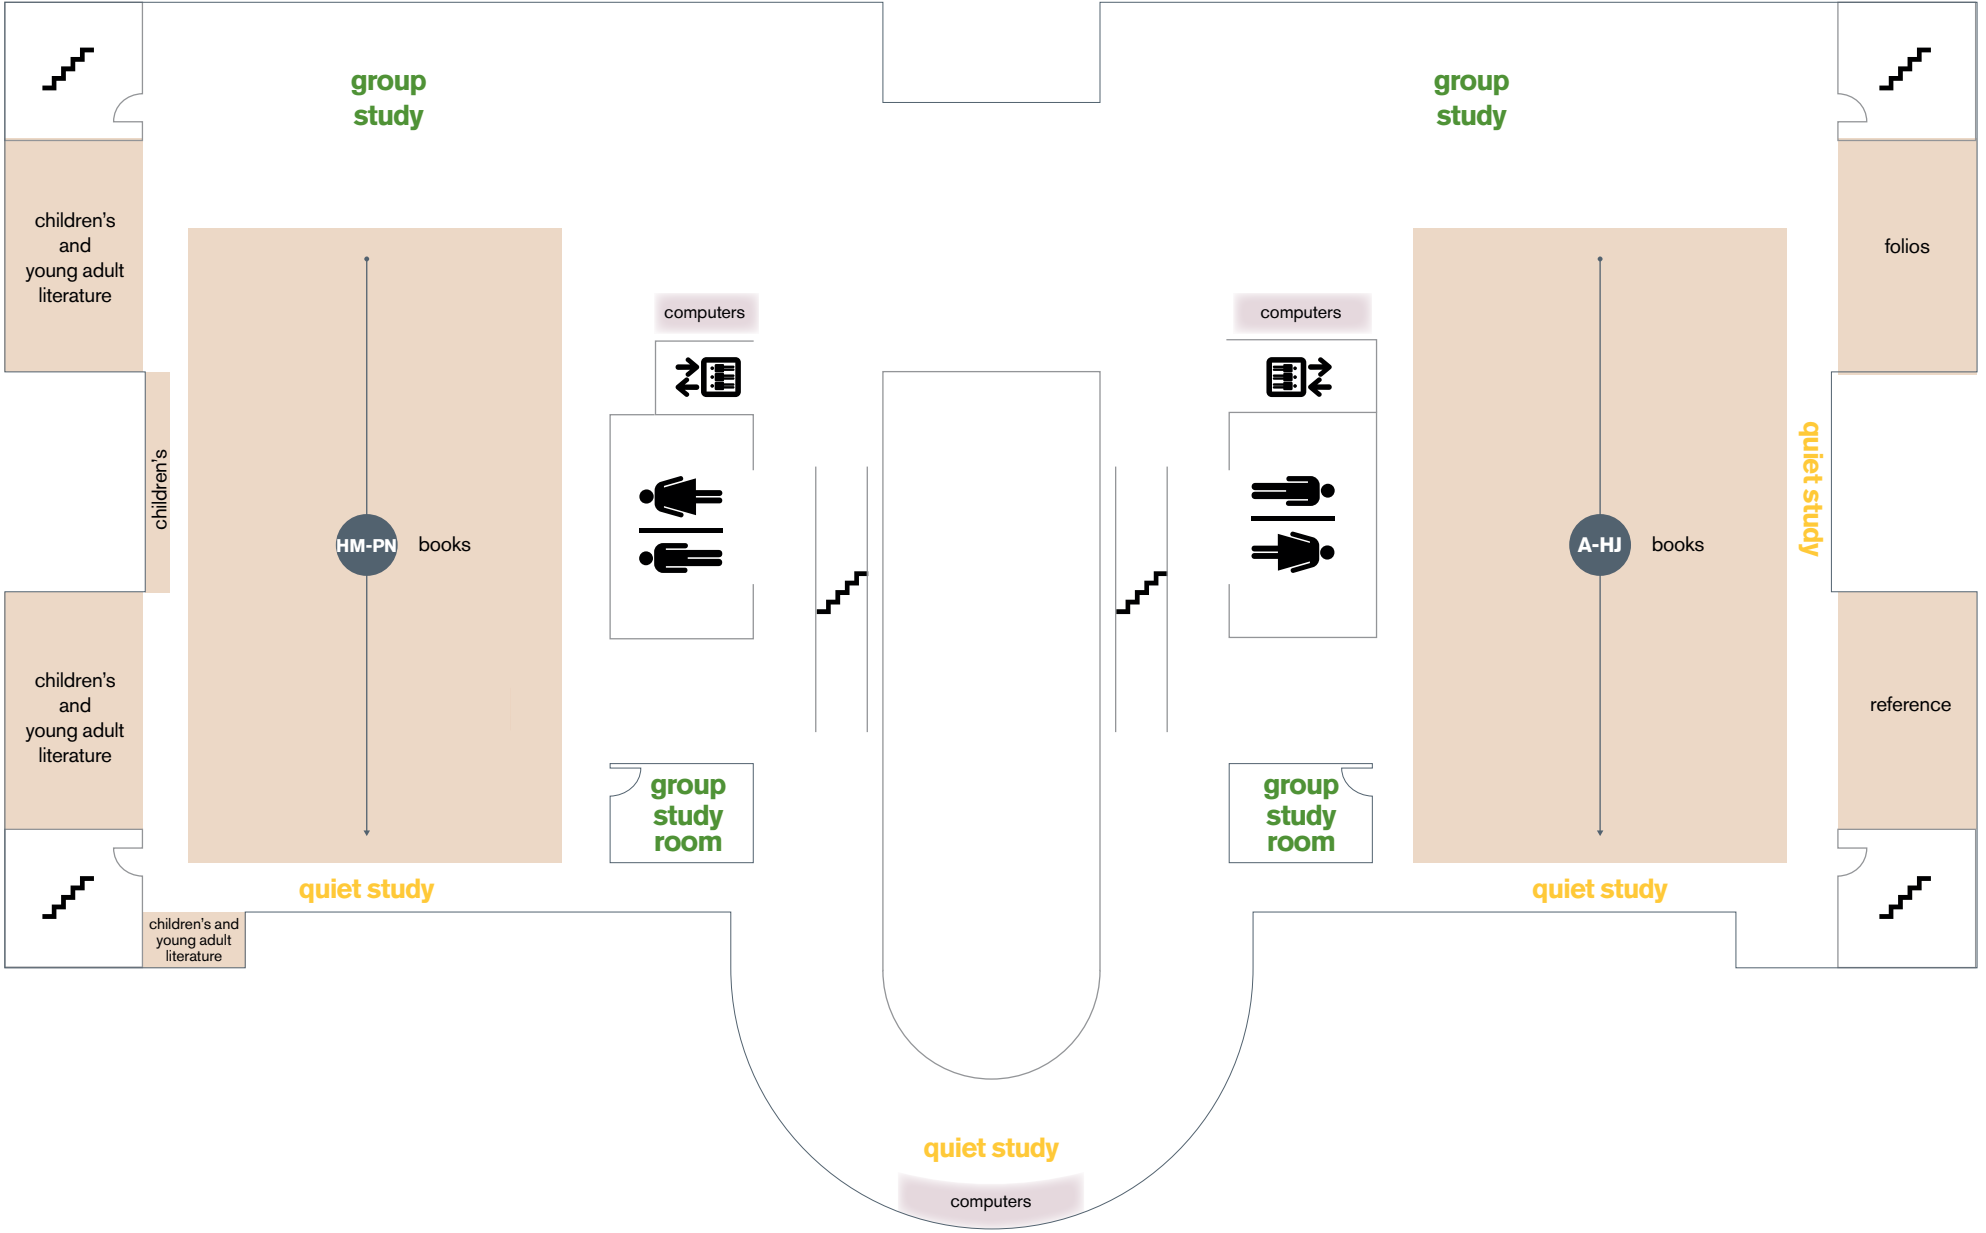 group
study
group
study
children's
and
young adult
literature
folios
computers
computers
children's
HM-PN
books
A-HJ
books
quiet study
children's
and
young adult
literature
reference
group
study
room
group
study
room
quiet study
quiet study
children's and
young adult
literature
quiet study
computers